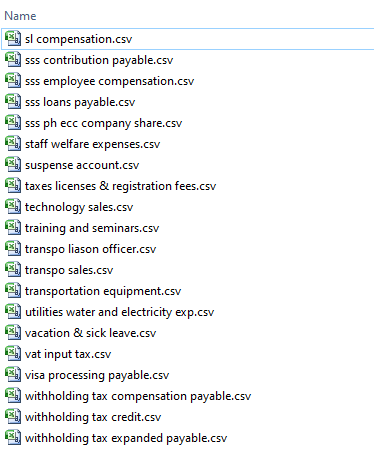 Name
sl compensation.csv
sss contribution payable.csv
sss employee compensation.csv
sss loans payable.csv
sss ph ecc company share.csv
staff welfare expenses.csv
suspense account.csv
taxes licenses & registration fees.csv
technology sales.csv
training and seminars.csv
transpo liason officer.csv
transpo sales.csv
transportation equipment.csv
utilities water and electricity exp.csv
vacation & sick leave.csv
vat input tax.csv
visa processing payable.csv
withholding tax compensation payable.csv
withholding tax credit.csv
withholding tax expanded payable.csv